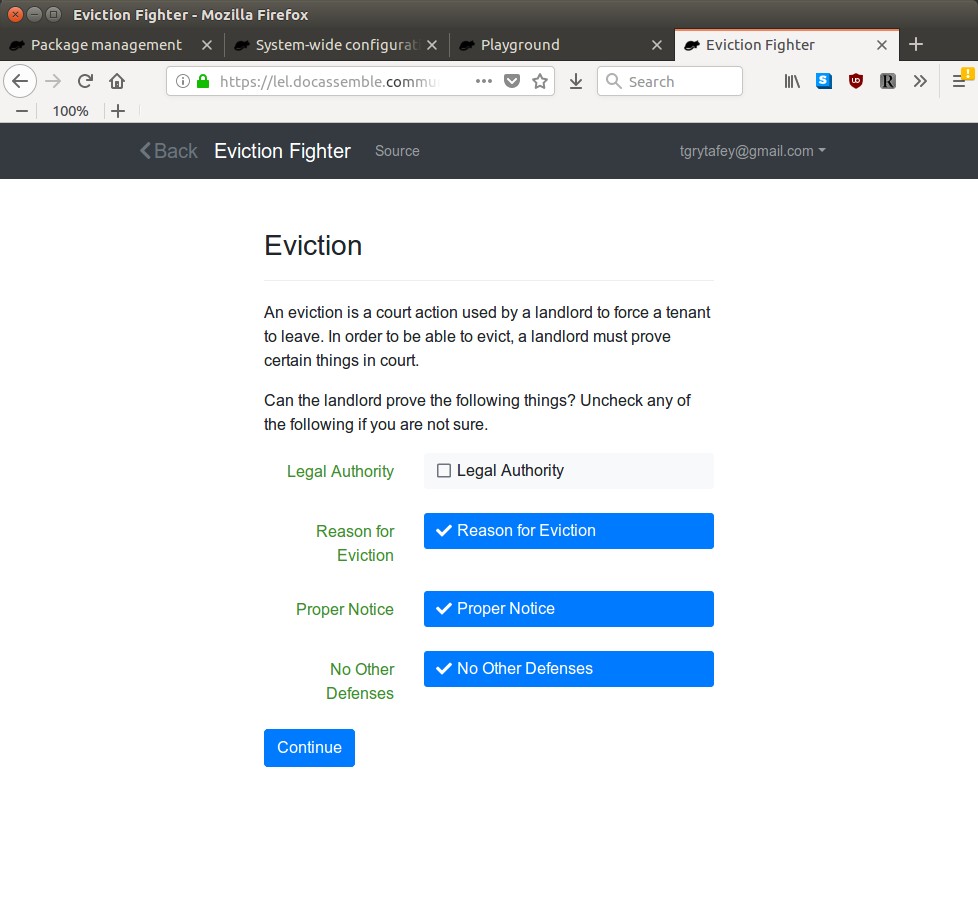 Eviction Fighter - Mozilla Firefox
Package management
System-wide configurat
Playground
Eviction Fighter
https://lel.docassemble.commu
Search
100%
Back Eviction Fighter Source tgrytafey@gmail.com
Eviction
An eviction is a court action used by a landlord to force a tenant
to leave. In order to be able to evict, a landlord must prove
certain things in court.
Can the landlord prove the following things? Uncheck any of
the following if you are not sure.
Legal Authority Legal Authority
Reason for Reason for Eviction
Eviction
Proper Notice Proper Notice
No Other No Other Defenses
Defenses
Continue